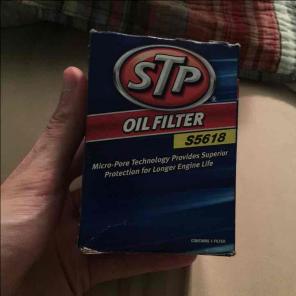 STP
OIL FILTER
S5618
Micro-Pore Technology Provides Superior
Protection for Longer Engine Life
CONTAINS 1 FILTER